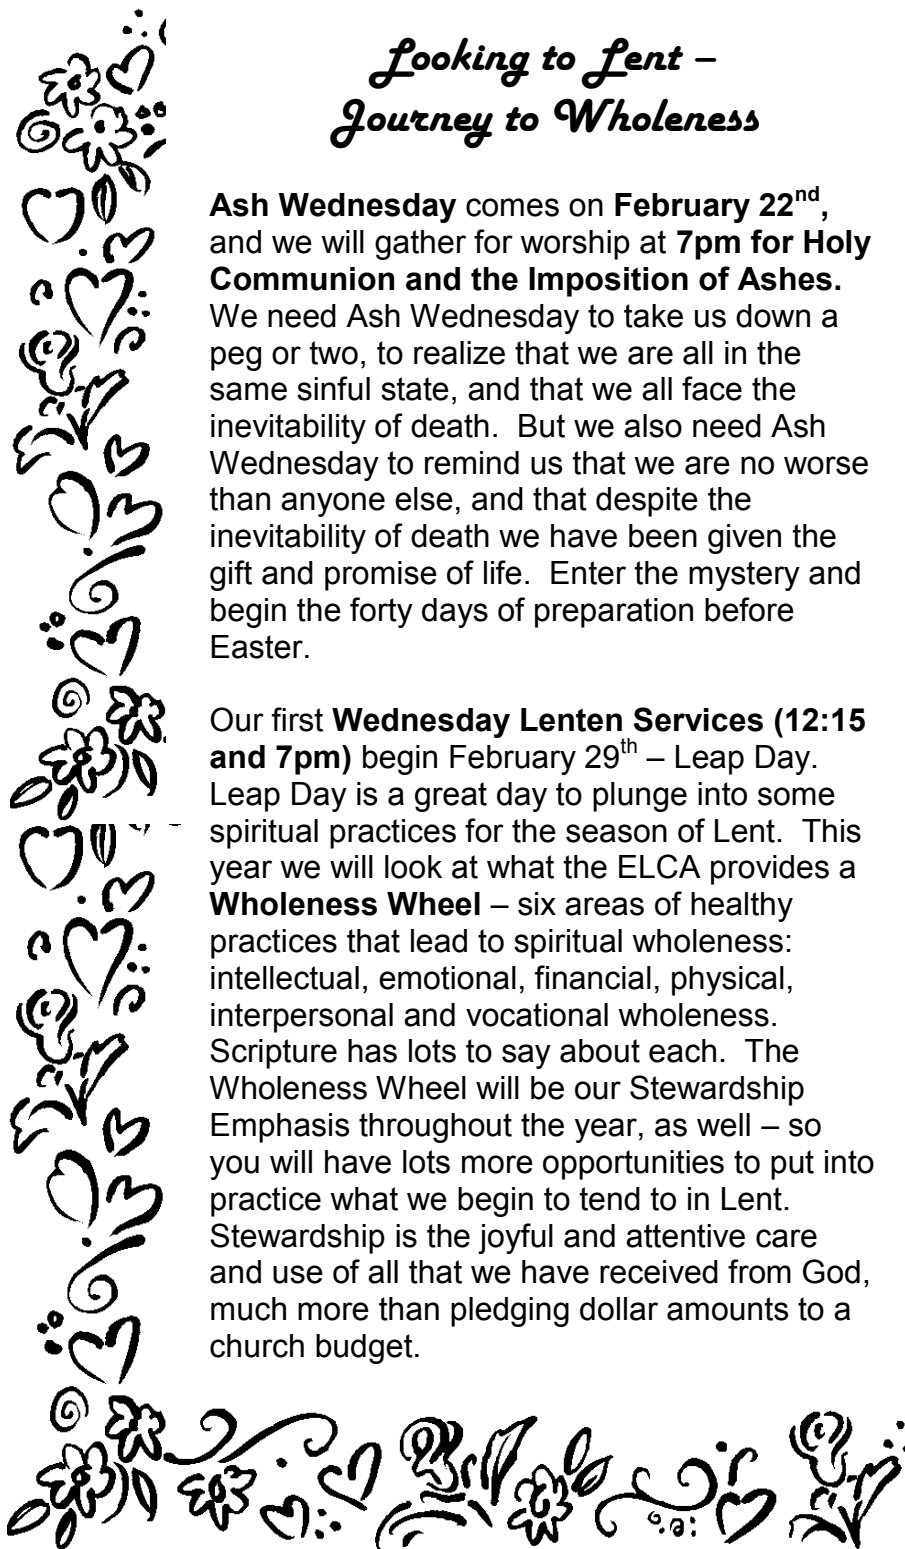 Looking to Lent –
Journey to Wholeness
Ash Wednesday comes on February 22nd,
and we will gather for worship at 7pm for Holy
Communion and the Imposition of Ashes.
We need Ash Wednesday to take us down a
peg or two, to realize that we are all in the
same sinful state, and that we all face the
inevitability of death.  But we also need Ash
Wednesday to remind us that we are no worse
than anyone else, and that despite the
inevitability of death we have been given the
gift and promise of life.  Enter the mystery and
begin the forty days of preparation before
Easter.
Our first Wednesday Lenten Services (12:15
and 7pm) begin February 29th – Leap Day.
Leap Day is a great day to plunge into some
spiritual practices for the season of Lent.  This
year we will look at what the ELCA provides a
Wholeness Wheel – six areas of healthy
practices that lead to spiritual wholeness:
intellectual, emotional, financial, physical,
interpersonal and vocational wholeness.
Scripture has lots to say about each.  The
Wholeness Wheel will be our Stewardship
Emphasis throughout the year, as well – so
you will have lots more opportunities to put into
practice what we begin to tend to in Lent.
Stewardship is the joyful and attentive care
and use of all that we have received from God,
much more than pledging dollar amounts to a
church budget.